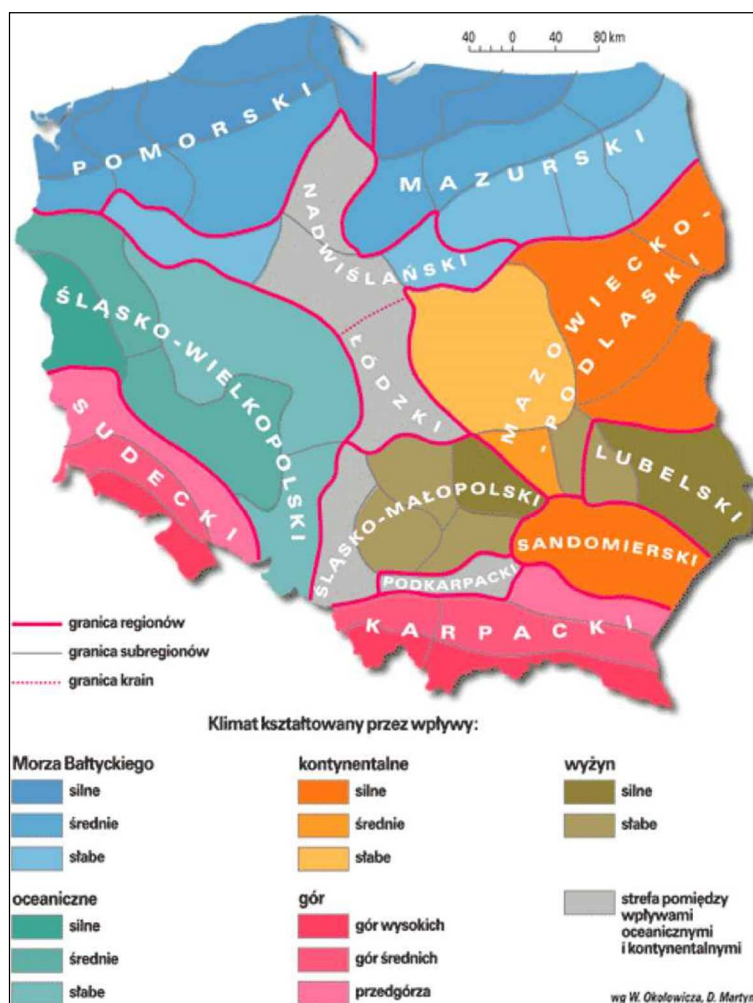 40 0 40 80 km
POMORSKI
MAZURSKI
NADWIŚLAŃSKI
MAZOWIECKO-
-PODLASKI
ŚLĄSKO-WIELKOPOLSKI
ŁÓDZKI
SUDECKI
LUBELSKI
ŚLĄSKO-MAŁOPOLSKI
SANDOMIERSKI
PODKARPACKI
KARPACKI
granica regionów
granica subregionów
granica krain
Klimat kształtowany przez wpływy:
Morza Bałtyckiego
silne
średnie
słabe
oceaniczne
silne
średnie
słabe
kontynentalne
silne
średnie
słabe
gór
gór wysokich
gór średnich
przedgórza
wyżyn
silne
słabe
strefa pomiędzy
wpływami
oceanicznymi
i kontynentalnymi
wg W. Okołowicza, D. Martyn